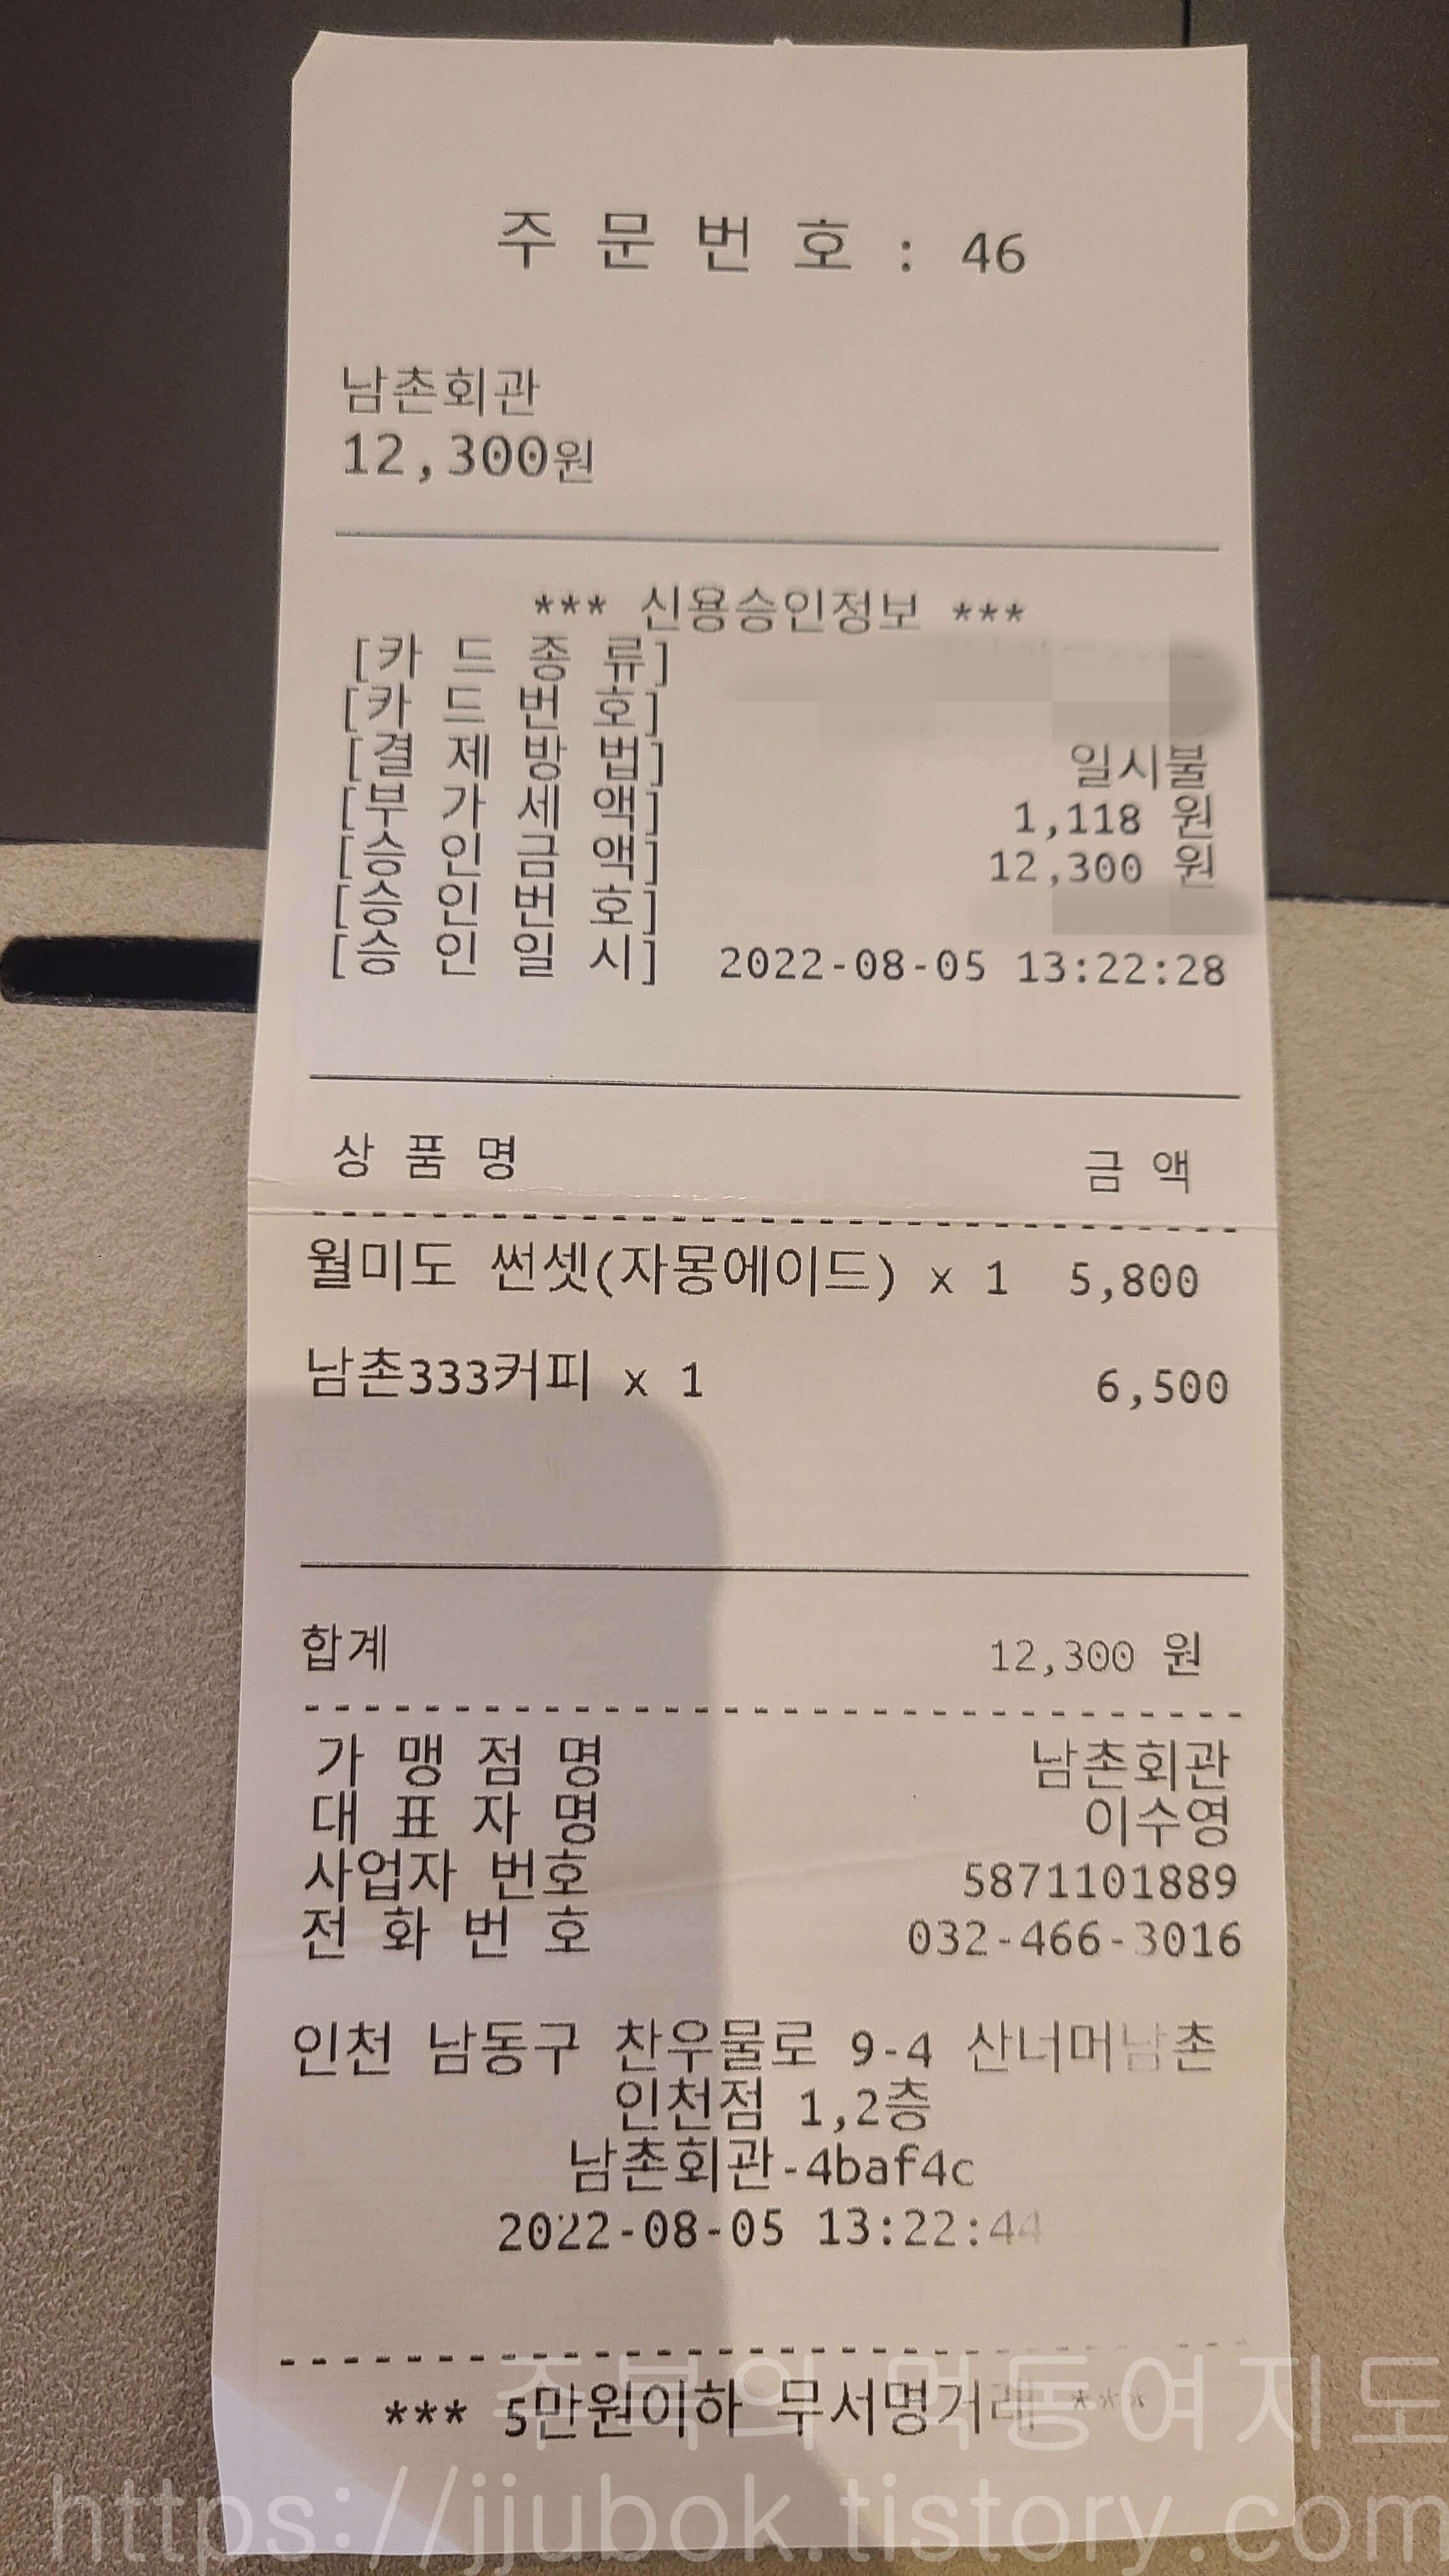 주 문 번 호 : 46
남촌회관
12,300원
*** 신용승인정보 ***
[카 드 종 류]
[카 드 번 호]
[결 제 방 법] 일시불
[부 가 세 액] 1,118 원
[승 인 금 액] 12,300 원
[승 인 번 호]
[승 인 일 시] 2022-08-05 13:22:28
상 품 명 금 액
월미도 썬셋(자몽에이드) x 1 5,800
남촌333커피 x 1 6,500
합계 12,300 원
가 맹 점 명 남촌회관
대 표 자 명 이수영
사업자 번호 5871101889
전 화 번 호 032-466-3016
인천 남동구 찬우물로 9-4 산너머남촌
인천점 1,2층
남촌회관-4baf4c
2022-08-05 13:22:44
*** 5만원이하 무서명거래 ***
쥬복의 먹동여지도
https://jjubok.tistory.com